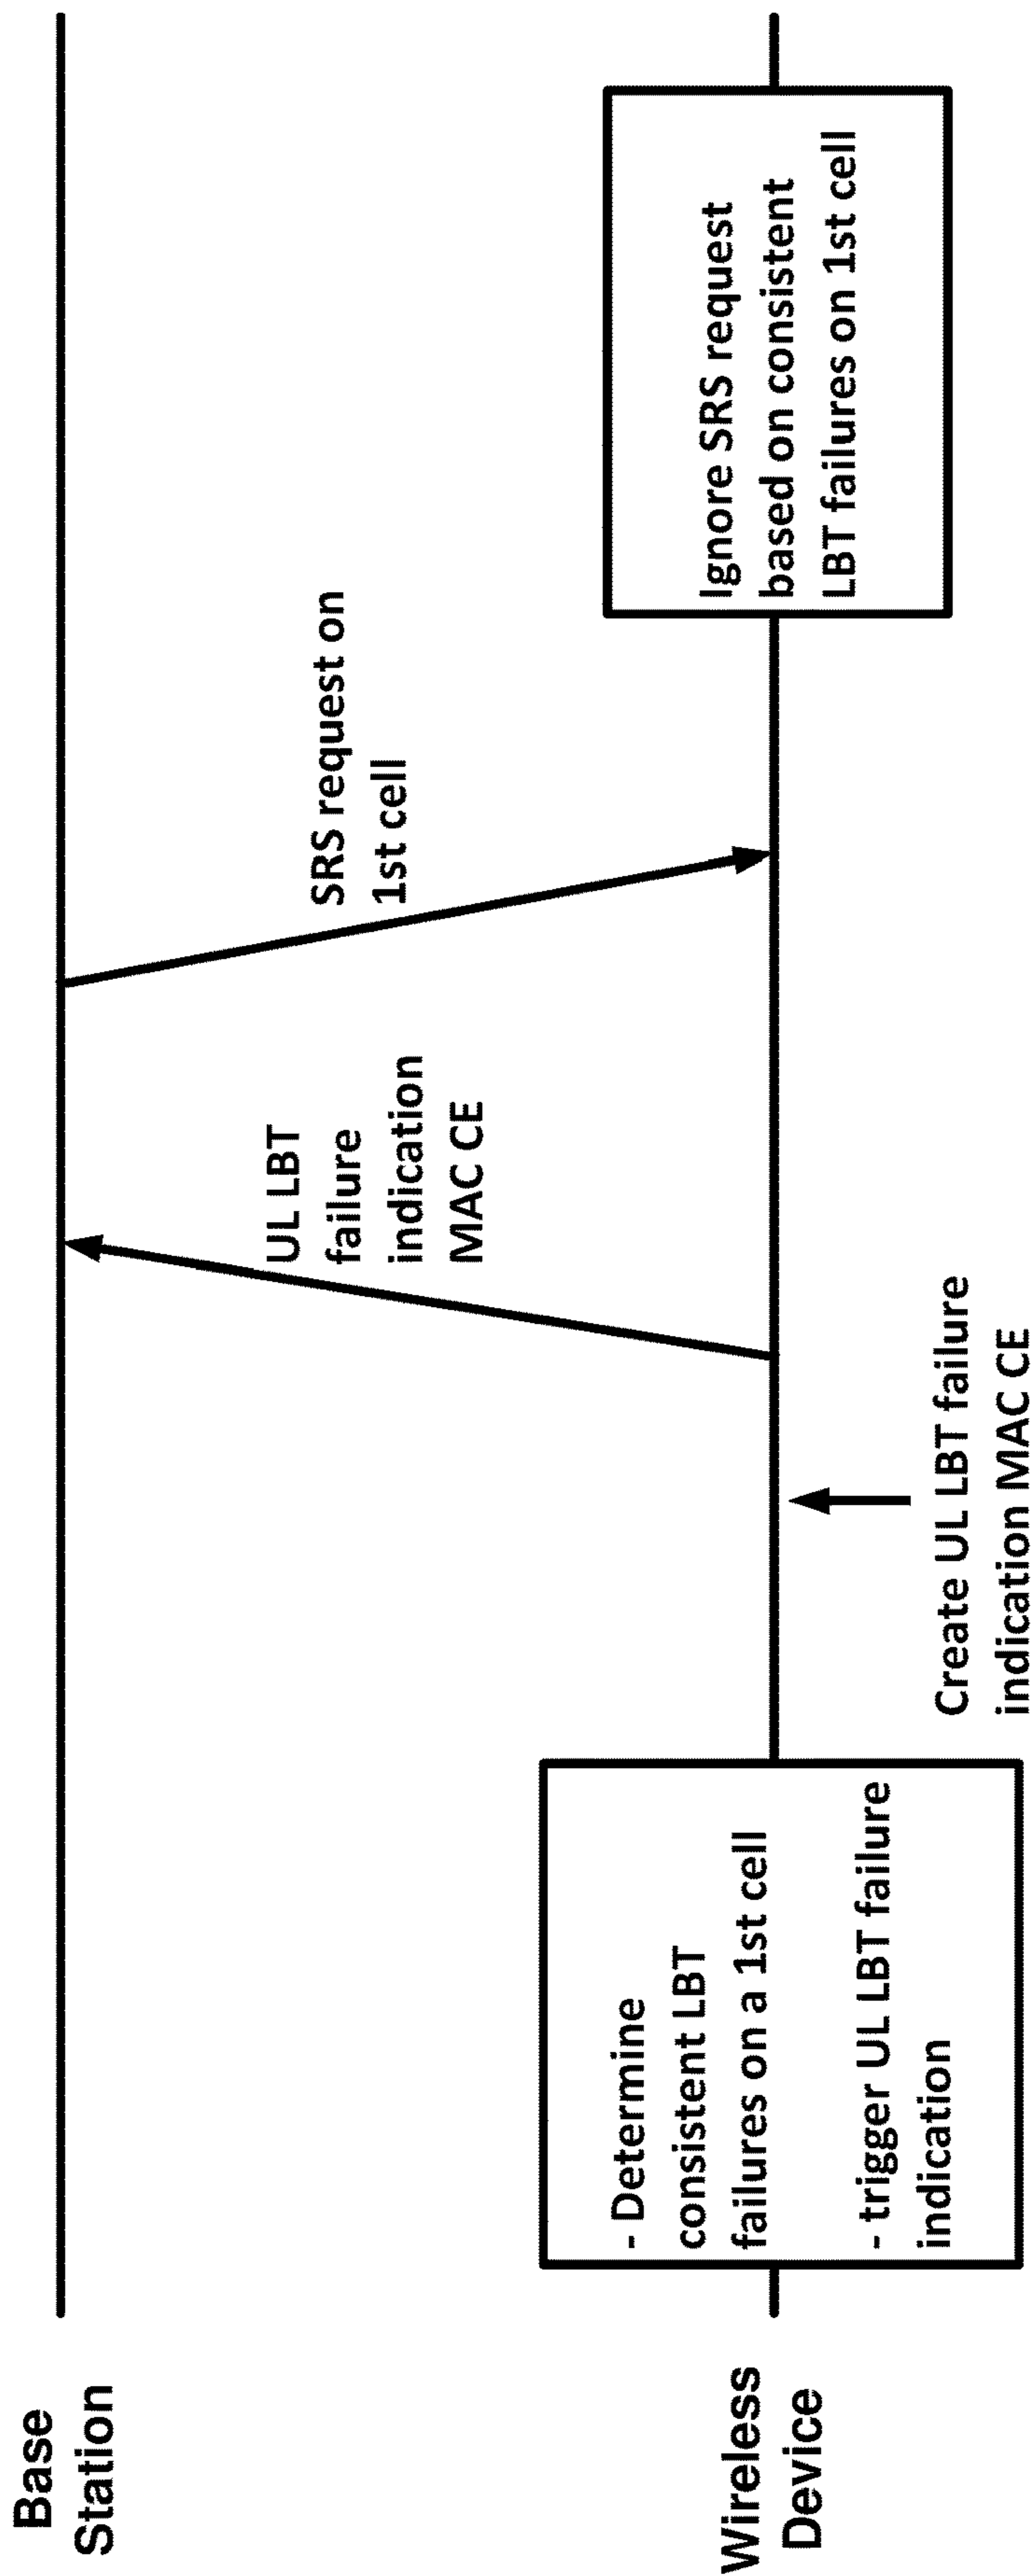 Base
Station
Wireless
Device
- Determine
consistent LBT
failures on a 1st cell
- trigger UL LBT failure
indication
Create UL LBT failure
indication MAC CE
UL LBT
failure
indication
MAC CE
SRS request on
1st cell
Ignore SRS request
based on consistent
LBT failures on 1st cell